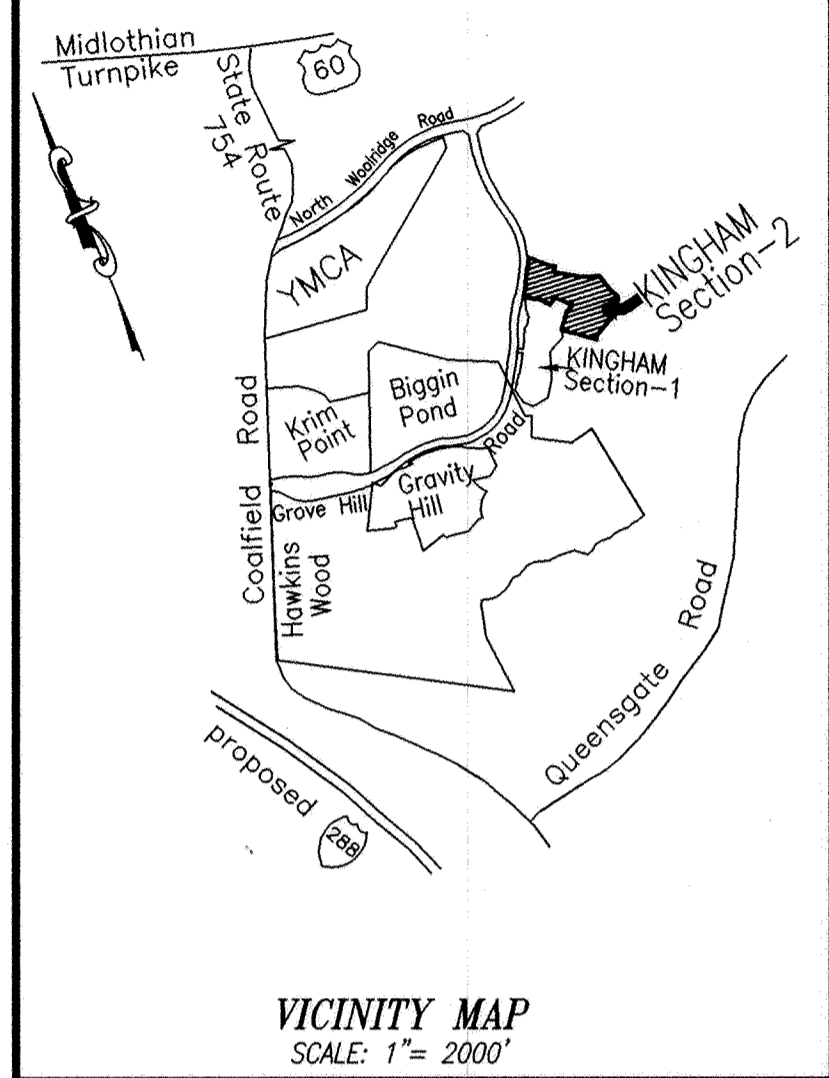 Midlothian
Turnpike
60
State Route
754
North Woolridge Road
YMCA
KINGHAM
Section-2
KINGHAM
Section-1
Biggin
Pond
Krim
Point
Coalfield Road
Gravity
Hill
Grove Hill Road
Hawkins
Wood
Queensgate Road
proposed
288
VICINITY MAP
SCALE: 1"= 2000'